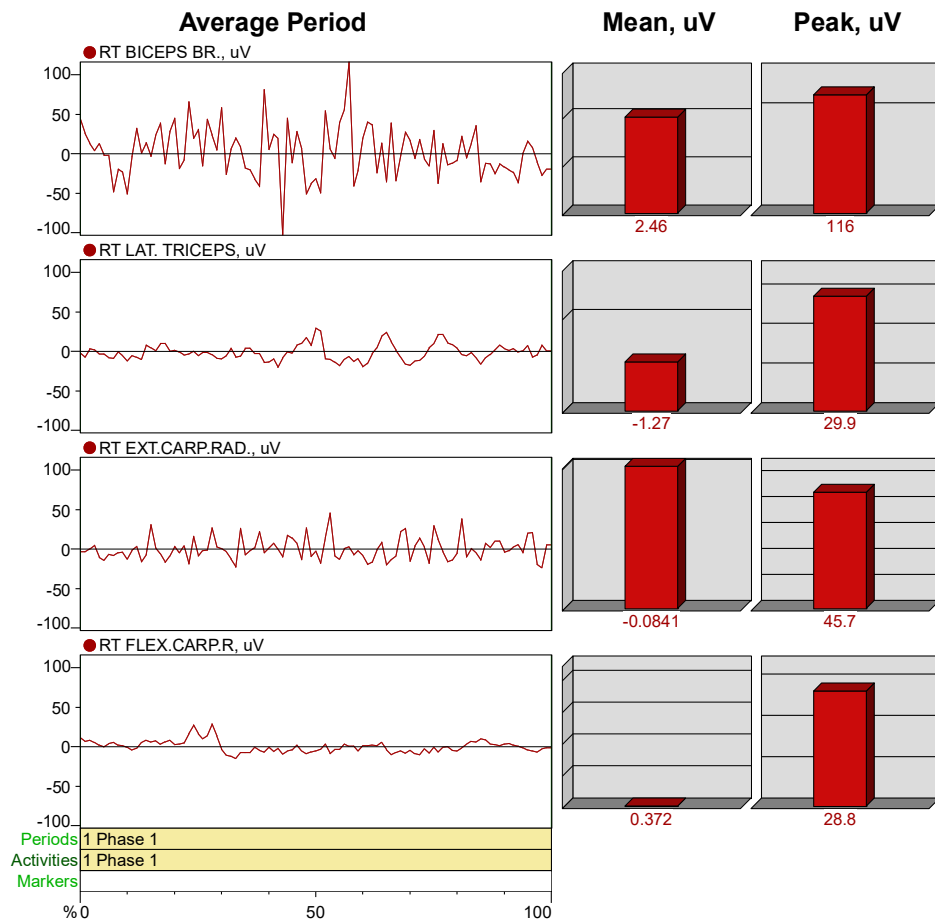 Average Period Mean, uV Peak, uV
RT BICEPS BR., uV
100
50
0
-50
-100
2.46 116
RT LAT. TRICEPS, uV
100
50
0
-50
-100
-1.27 29.9
RT EXT.CARP.RAD., uV
100
50
0
-50
-100
-0.0841 45.7
RT FLEX.CARP.R, uV
100
50
0
-50
-100
0.372 28.8
Periods 1 Phase 1
Activities 1 Phase 1
Markers
% 0 50 100